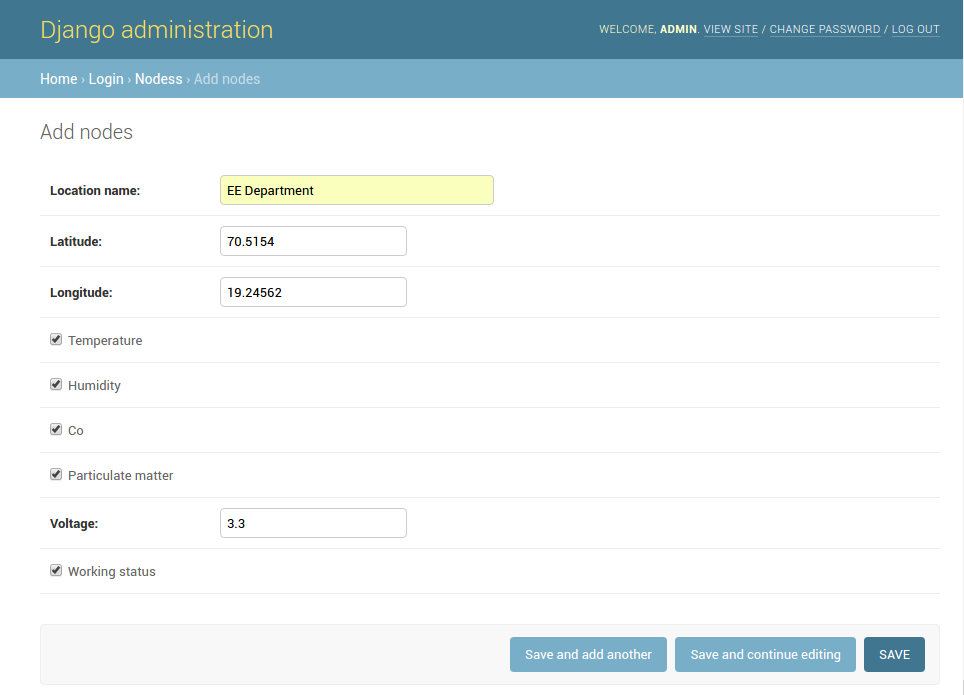 Django administration
WELCOME, ADMIN. VIEW SITE / CHANGE PASSWORD / LOG OUT
Home › Login › Nodess › Add nodes
Add nodes
Location name: EE Department
Latitude: 70.5154
Longitude: 19.24562
Temperature
Humidity
Co
Particulate matter
Voltage: 3.3
Working status
Save and add another Save and continue editing SAVE